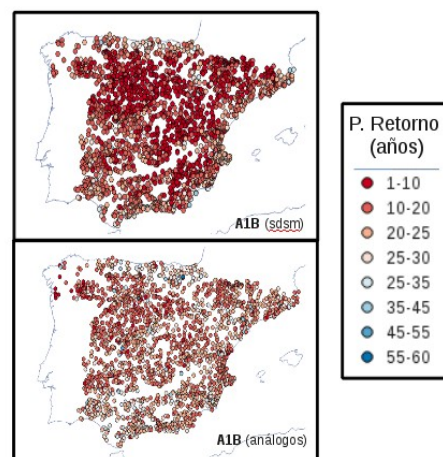 A1B (sdsm)
A1B (análogos)
P. Retorno
(años)
1-10
10-20
20-25
25-30
25-35
35-45
45-55
55-60